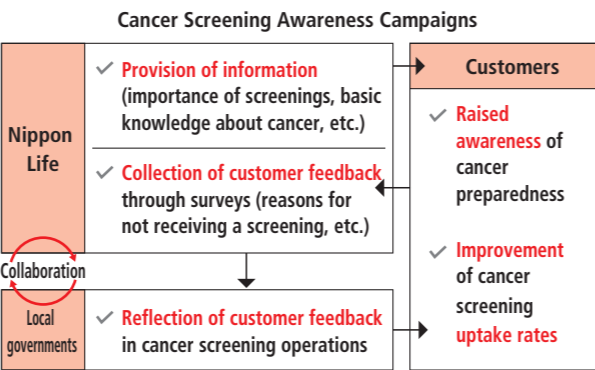 Cancer Screening Awareness Campaigns
Nippon
Life
✓ Provision of information
(importance of screenings, basic
knowledge about cancer, etc.)
✓ Collection of customer feedback
through surveys (reasons for
not receiving a screening, etc.)
Collaboration
Local
governments
✓ Reflection of customer feedback
in cancer screening operations
Customers
✓ Raised
awareness of
cancer
preparedness
✓ Improvement
of cancer
screening
uptake rates